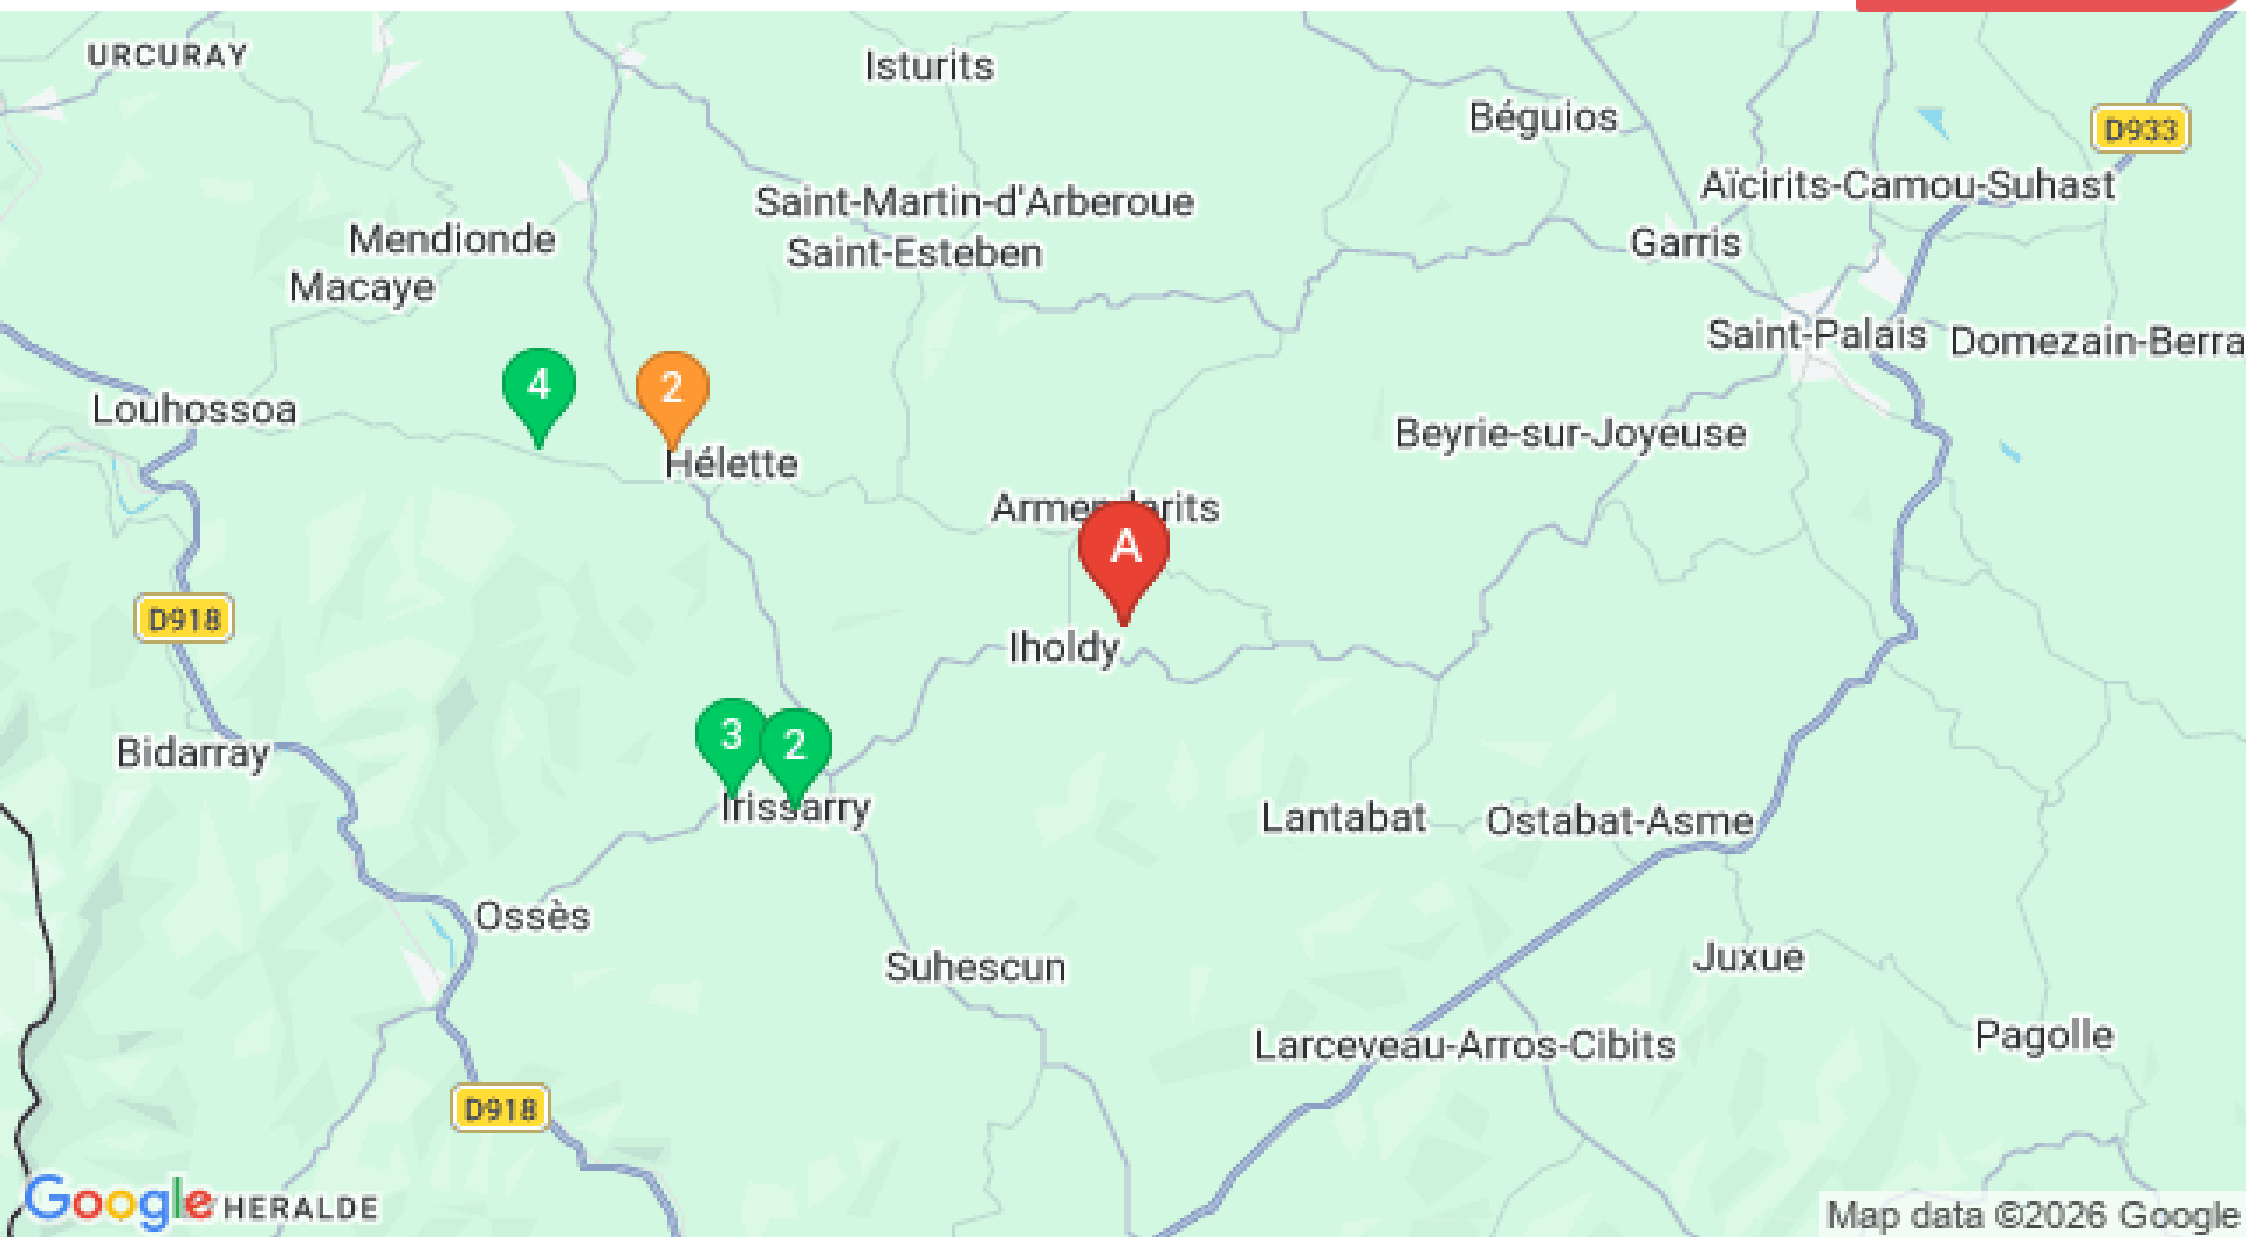 URCURAY
Isturits
Béguios
D933
Aïcirits-Camou-Suhast
Saint-Martin-d'Arberoue
Mendionde
Saint-Esteben
Garris
Macaye
Saint-Palais
Domezain-Berra
4
2
Louhossoa
Beyrie-sur-Joyeuse
Hélette
Armendarits
A
D918
Iholdy
3
2
Bidarray
Irissarry
Lantabat
Ostabat-Asme
Ossès
Suhescun
Juxue
Pagolle
Larceveau-Arros-Cibits
D918
Google
HERALDE
Map data ©2026 Google